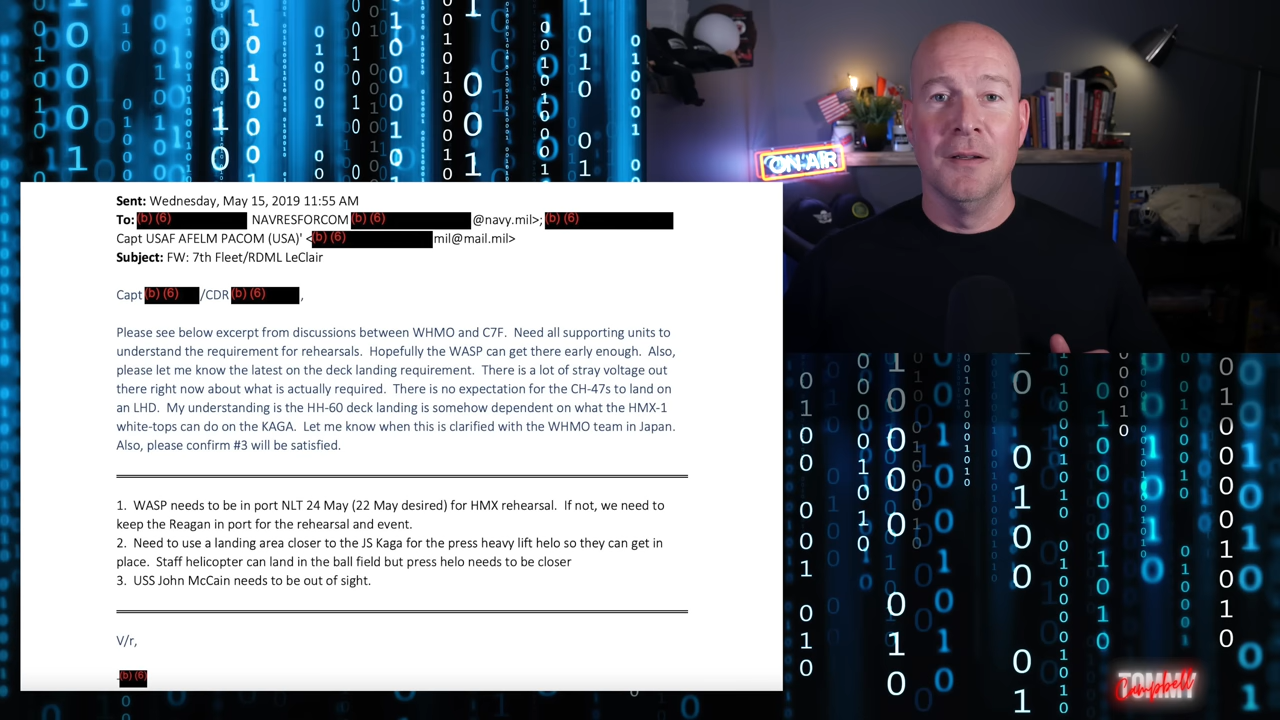 Sent: Wednesday, May 15, 2019 11:55 AM
To: (b) (6) NAVRESFORCOM (b) (6) @navy.mil>; (b) (6)
Capt USAF AFELM PACOM (USA)' <(b) (6) mil@mail.mil>
Subject: FW: 7th Fleet/RDML LeClair
Capt (b) (6) /CDR (b) (6) ,
Please see below excerpt from discussions between WHMO and C7F. Need all supporting units to
understand the requirement for rehearsals. Hopefully the WASP can get there early enough. Also,
please let me know the latest on the deck landing requirement. There is a lot of stray voltage out
there right now about what is actually required. There is no expectation for the CH-47s to land on
an LHD. My understanding is the HH-60 deck landing is somehow dependent on what the HMX-1
white-tops can do on the KAGA. Let me know when this is clarified with the WHMO team in Japan.
Also, please confirm #3 will be satisfied.
1. WASP needs to be in port NLT 24 May (22 May desired) for HMX rehearsal. If not, we need to
keep the Reagan in port for the rehearsal and event.
2. Need to use a landing area closer to the JS Kaga for the press heavy lift helo so they can get in
place. Staff helicopter can land in the ball field but press helo needs to be closer
3. USS John McCain needs to be out of sight.
V/r,
(b) (6)
ON-AIR
TOMMY
Campbell